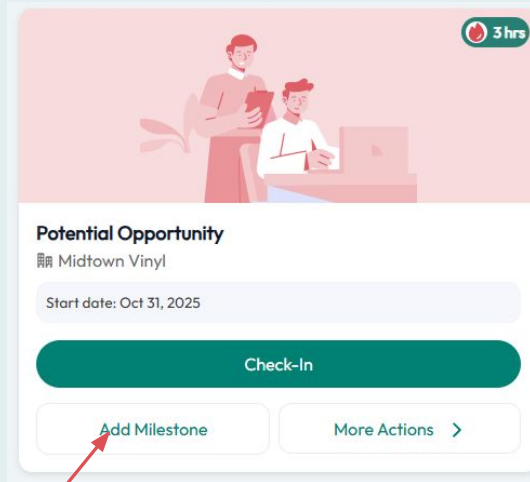 3 hrs
Potential Opportunity
Midtown Vinyl
Start date: Oct 31, 2025
Check-In
Add Milestone
More Actions